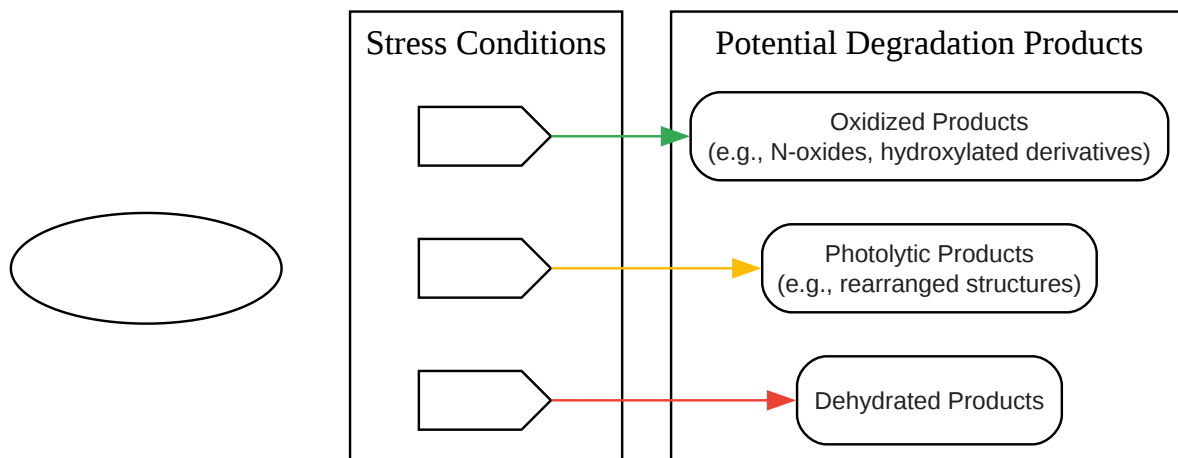 Stress Conditions
Potential Degradation Products
Oxidized Products
(e.g., N-oxides, hydroxylated derivatives)
Photolytic Products
(e.g., rearranged structures)
Dehydrated Products